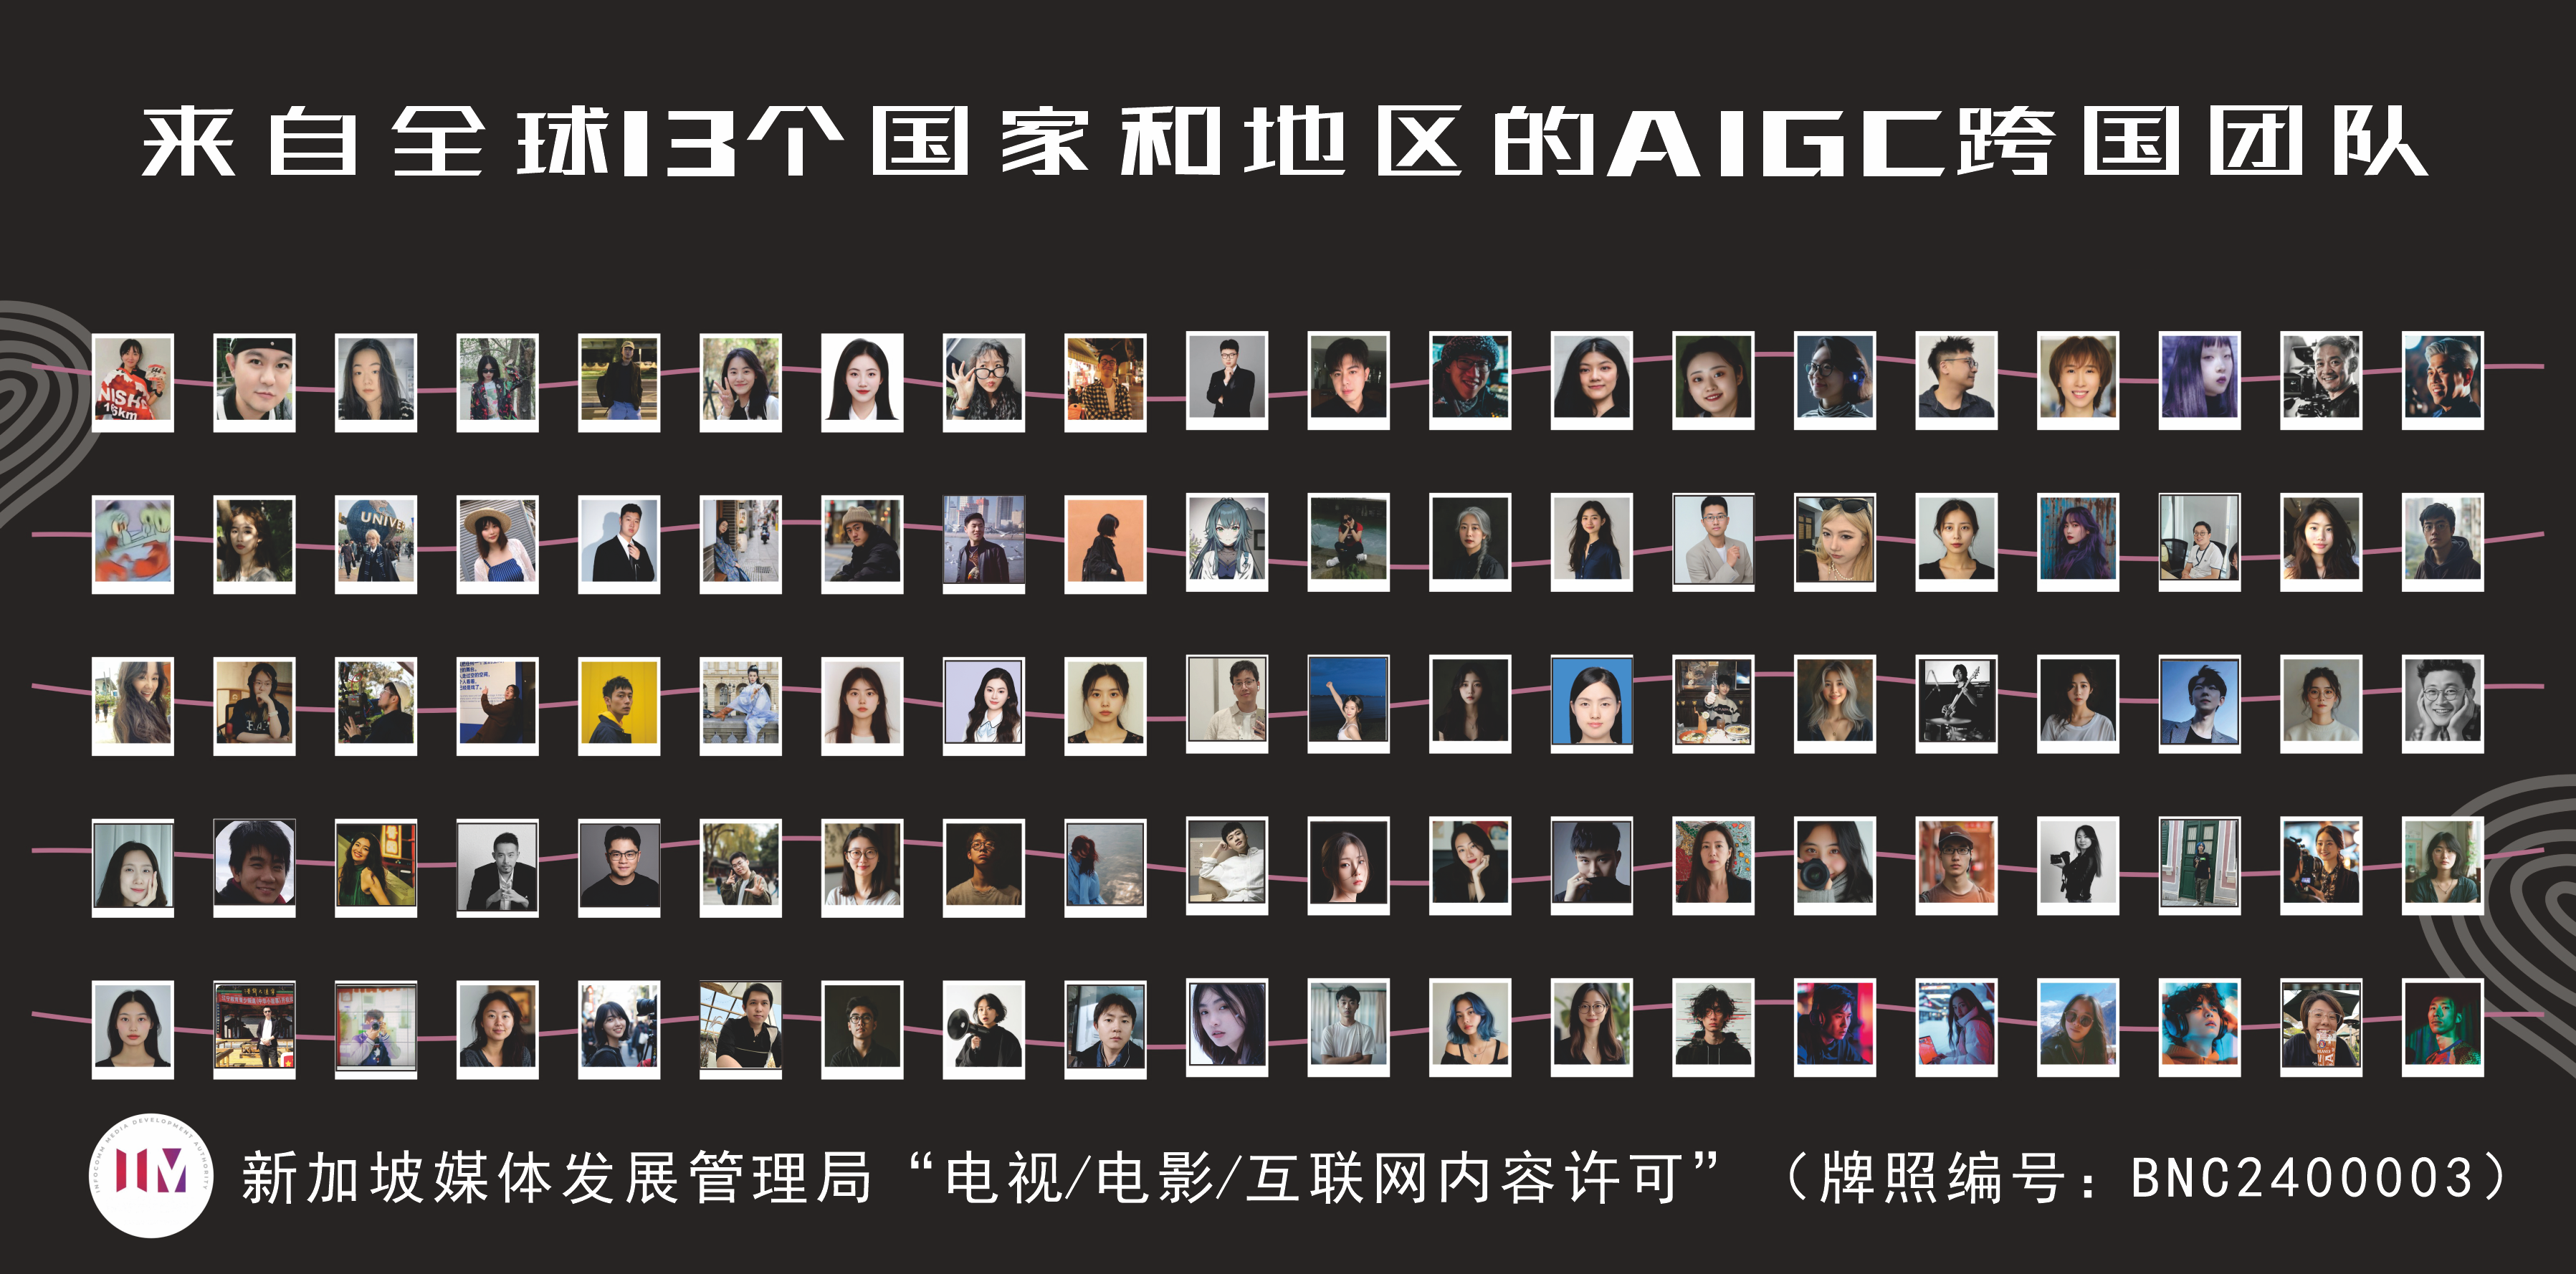 来自全球13个国家和地区的AIGC跨国团队
NISH
16km
UNIVE
INFOCOMM MEDIA DEVELOPMENT AUTHORITY
IM
新加坡媒体发展管理局“电视/电影/互联网内容许可”（牌照编号：BNC2400003）